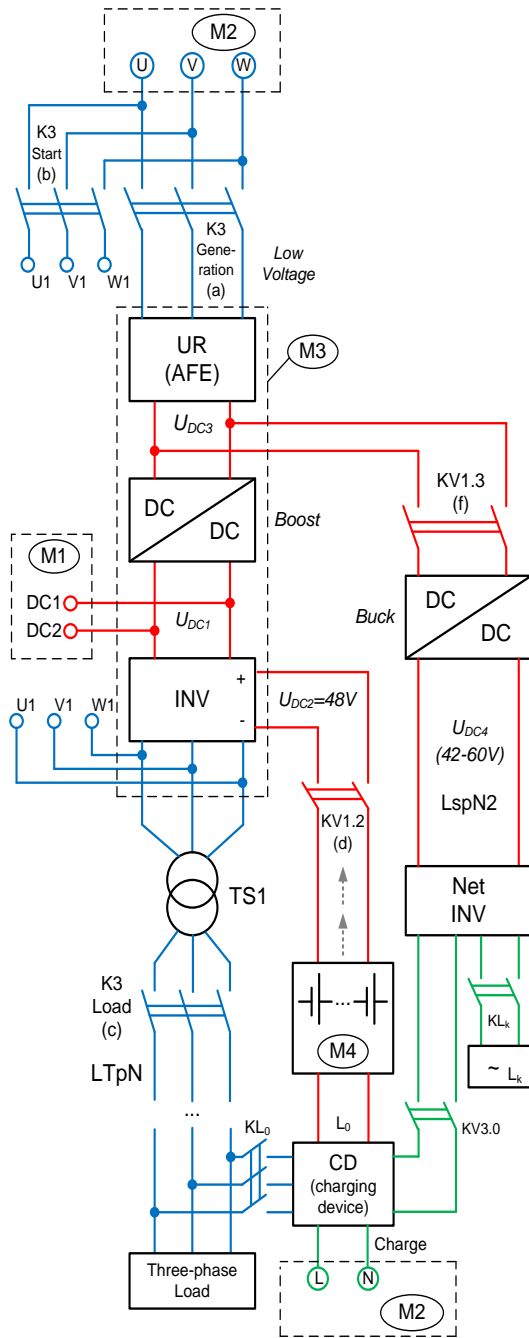 M2
U
V
W
K3
Start
(b)
K3
Gene-
ration
(a)
Low
Voltage
U1
V1
W1
UR
(AFE)
M3
UDC3
KV1.3
(f)
DC
DC
Boost
M1
DC1
DC2
UDC1
Buck
DC
DC
INV
+
-
UDC2=48V
U1
V1
W1
UDC4
(42-60V)
LspN2
KV1.2
(d)
TS1
Net
INV
K3
Load
(c)
LTpN
...
...
M4
KLk
~ Lk
KL0
L0
KV3.0
CD
(charging
device)
Charge
Three-phase
Load
L
N
M2